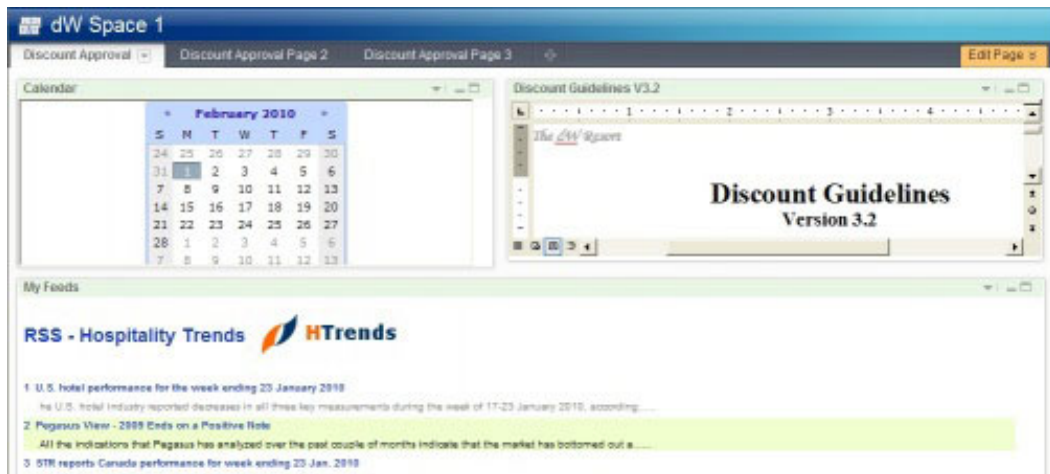 dW Space 1
Discount Approval
Discount Approval Page 2
Discount Approval Page 3
Edit Page
Calendar
February 2010
S M T W T F S
24 25 26 27 28 29 30
31 1 2 3 4 5 6
7 8 9 10 11 12 13
14 15 16 17 18 19 20
21 22 23 24 25 26 27
28 1 2 3 4 5 6
7 8 9 10 11 12 13
Discount Guidelines V3.2
1 2 3 4
The dW Resort
Discount Guidelines
Version 3.2
My Feeds
RSS - Hospitality Trends
HTrends
1 U.S. hotel performance for the week ending 23 January 2010
he U.S. hotel industry reported decreases in all three key measurements during the week of 17-23 January 2010, according......
2 Pegasus View - 2009 Ends on a Positive Note
All the indications that Pegasus has analyzed over the past couple of months indicate that the market has bottomed out a......
3 STR reports Canada performance for week ending 23 Jan. 2010